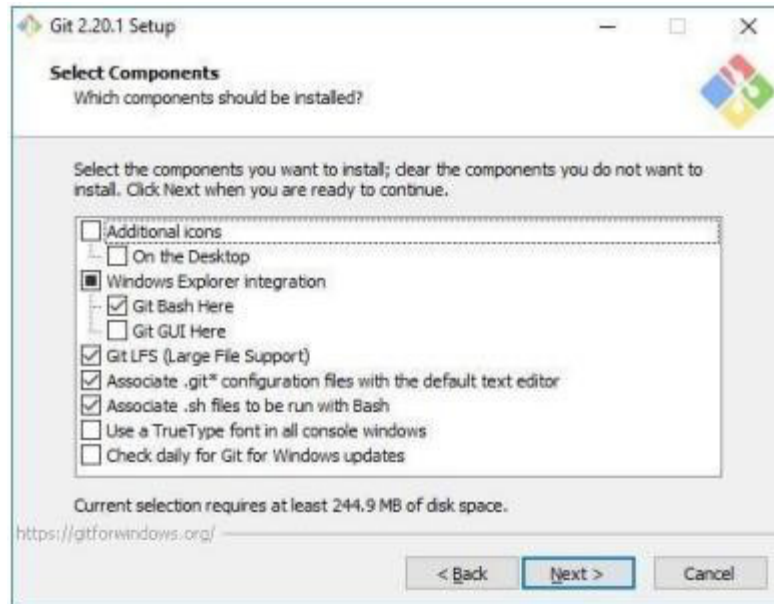 Git 2.20.1 Setup
Select Components
Which components should be installed?
Select the components you want to install; clear the components you do not want to
install. Click Next when you are ready to continue.
Additional icons
On the Desktop
Windows Explorer integration
Git Bash Here
Git GUI Here
Git LFS (Large File Support)
Associate .git* configuration files with the default text editor
Associate .sh files to be run with Bash
Use a TrueType font in all console windows
Check daily for Git for Windows updates
Current selection requires at least 244.9 MB of disk space.
https://gitforwindows.org/
< Back Next > Cancel